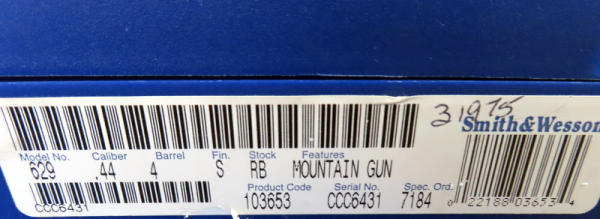 31975
Smith&Wesson
Model No. Caliber Barrel Fin. Stock Features
629 .44 4 S RB MOUNTAIN GUN
Product Code Serial No. Spec. Ord.
103653 CCC6431 7184
CCC6431
0 22188 03653 4